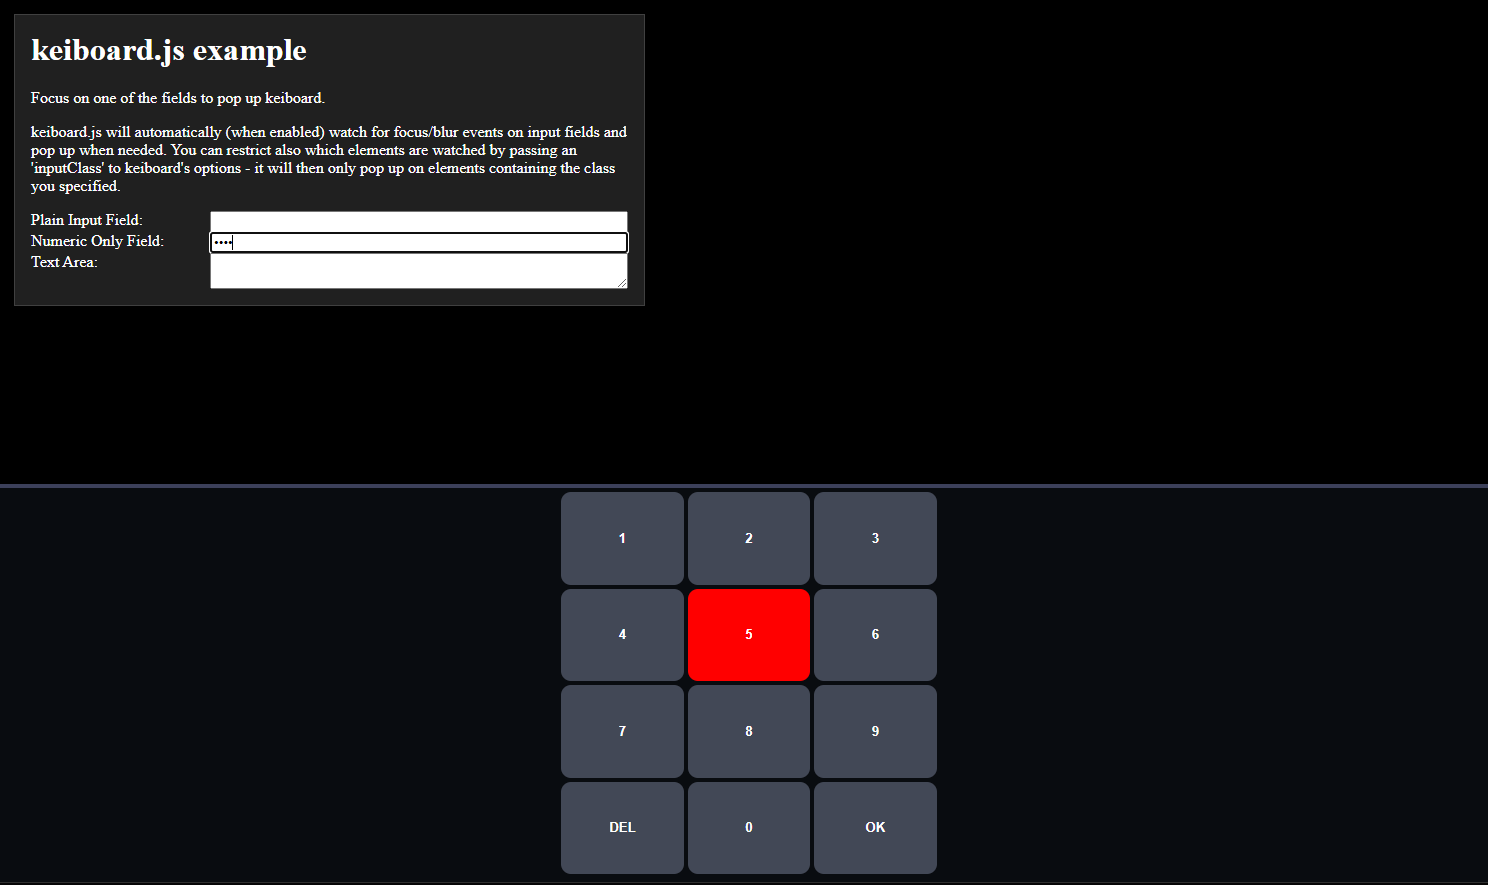 keiboard.js example
Focus on one of the fields to pop up keiboard.
keiboard.js will automatically (when enabled) watch for focus/blur events on input fields and
pop up when needed. You can restrict also which elements are watched by passing an
'inputClass' to keiboard's options - it will then only pop up on elements containing the class
you specified.
Plain Input Field:
Numeric Only Field: ••••
Text Area:
1 2 3
4 5 6
7 8 9
DEL 0 OK